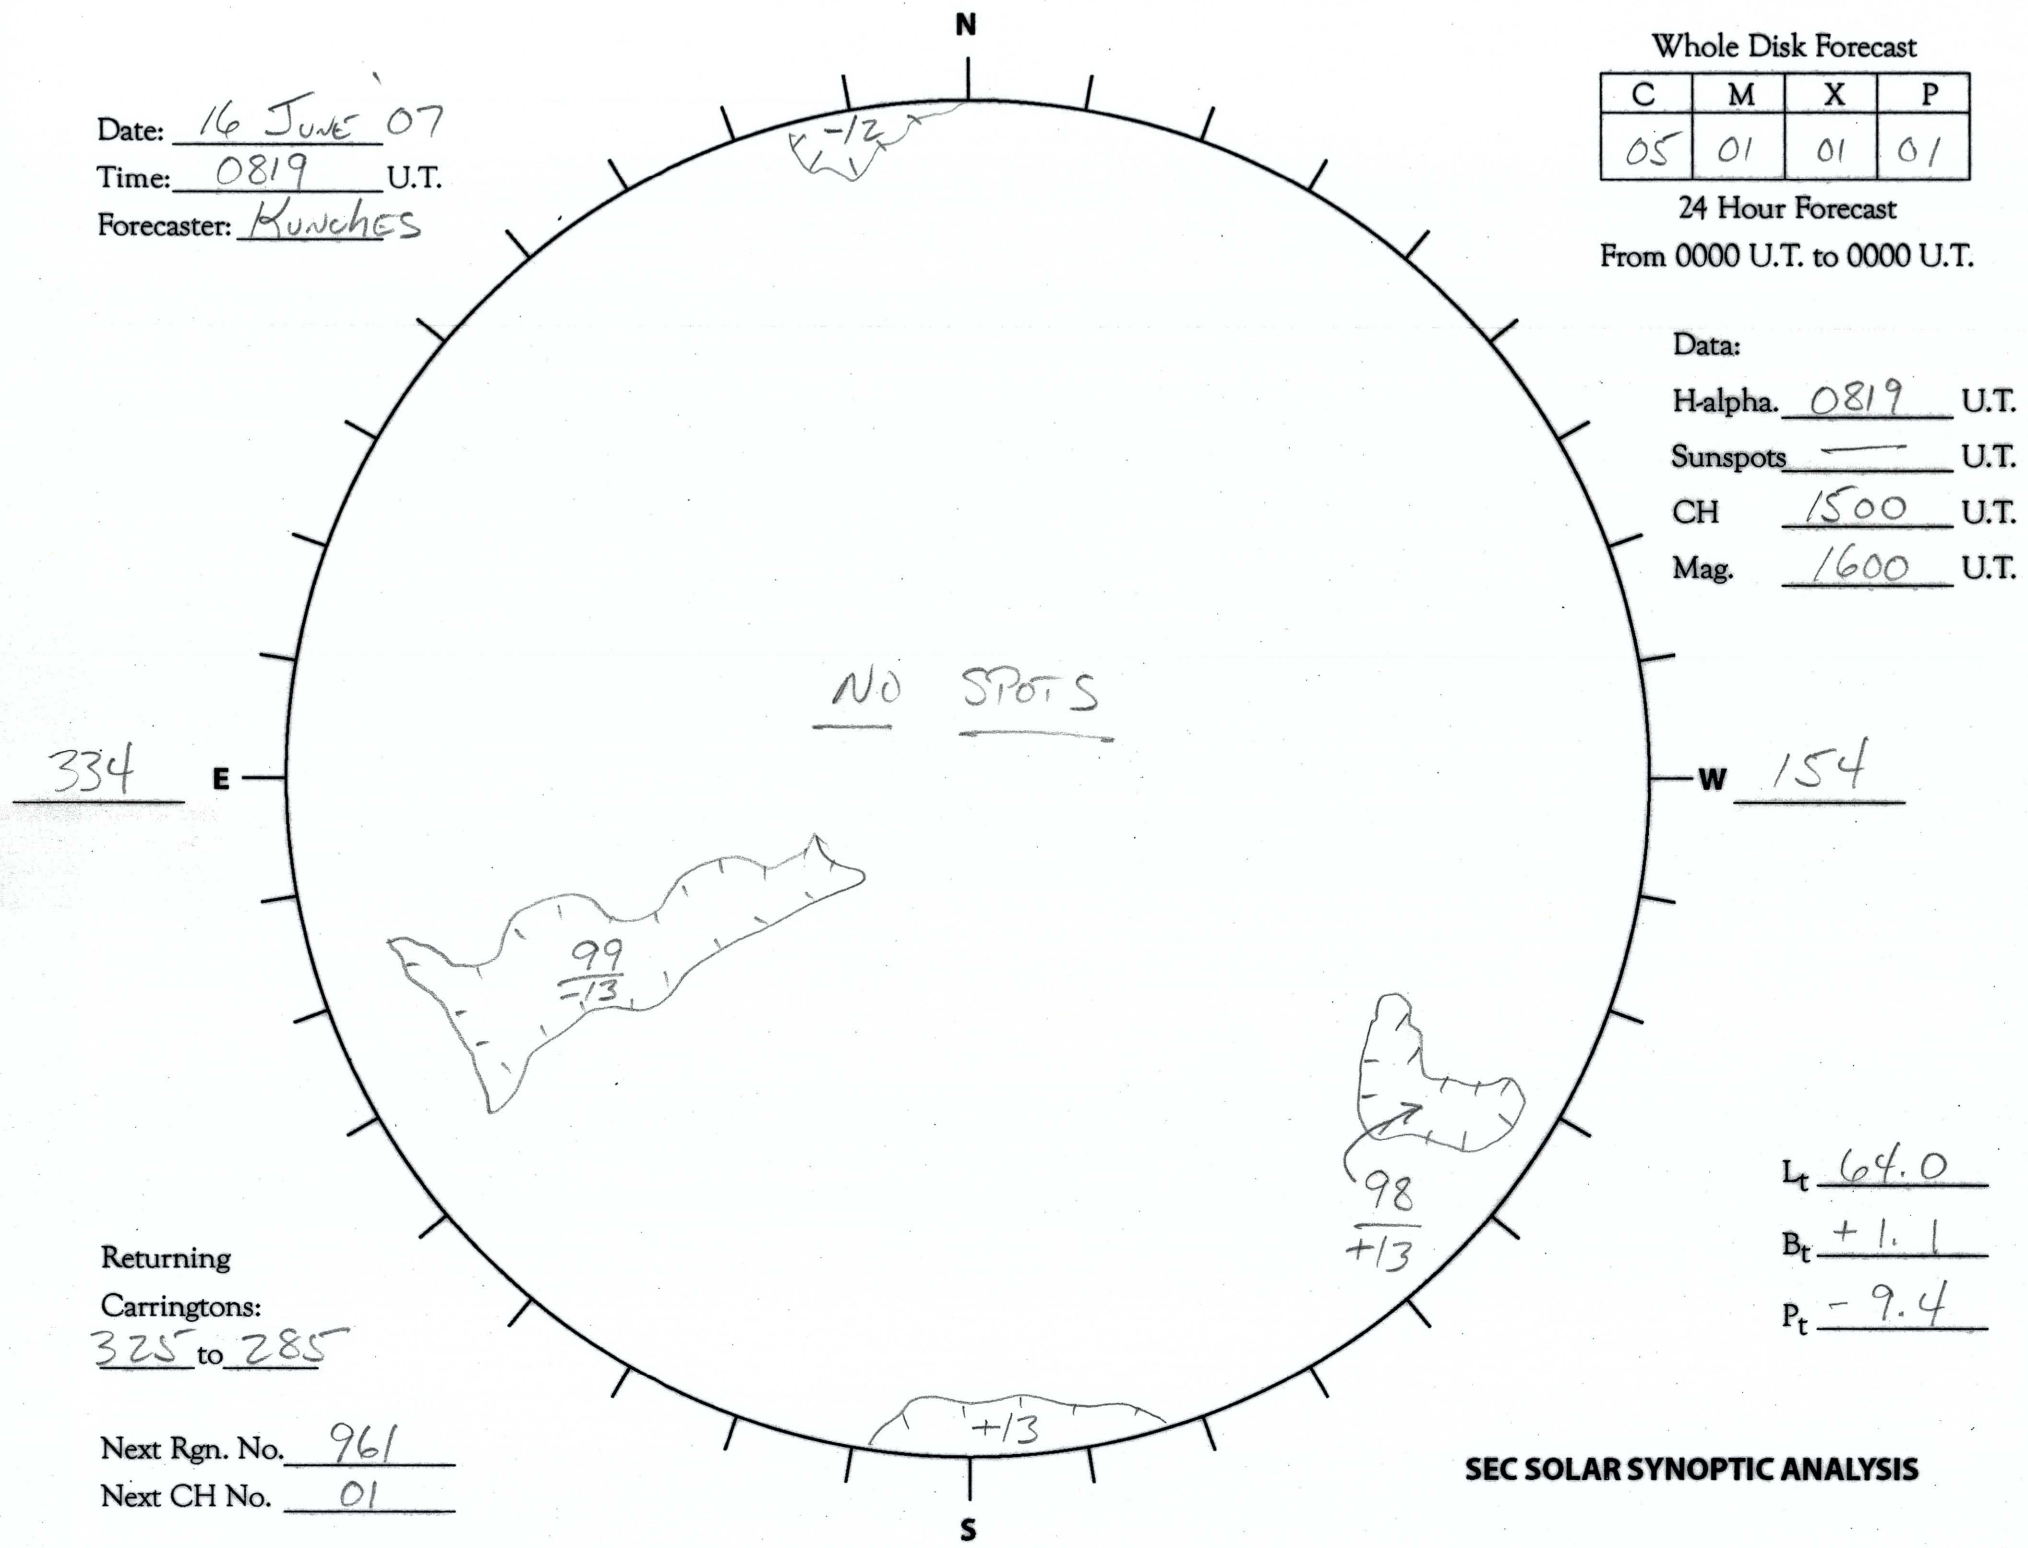 N
Whole Disk Forecast
C M X P
05 01 01 01
24 Hour Forecast
From 0000 U.T. to 0000 U.T.
Date: 16 JUNE '07
Time: 0819 U.T.
Forecaster: KUNCHES
-12
Data:
H-alpha. 0819 U.T.
Sunspots — U.T.
CH 1500 U.T.
Mag. 1600 U.T.
NO SPOTS
334 E
W 154
99
-13
98
+13
Lt 64.0
Bt +1.1
Pt -9.4
Returning
Carringtons:
325 to 285
+13
Next Rgn. No. 961
Next CH No. 01
SEC SOLAR SYNOPTIC ANALYSIS
S